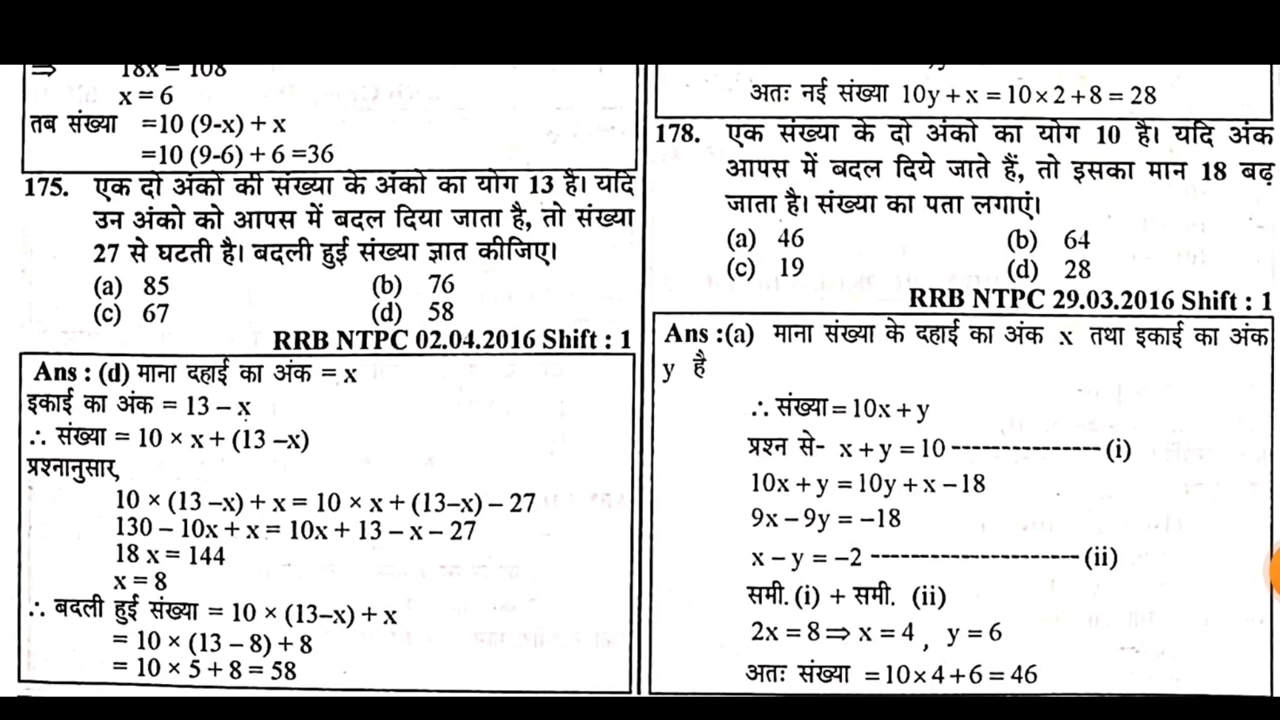 ⇒ 18x = 108
x = 6
तब संख्या =10 (9-x) + x
=10 (9-6) + 6 =36
175. एक दो अंको की संख्या के अंको का योग 13 है। यदि
उन अंको को आपस में बदल दिया जाता है, तो संख्या
27 से घटती है। बदली हुई संख्या ज्ञात कीजिए।
(a) 85 (b) 76
(c) 67 (d) 58
RRB NTPC 02.04.2016 Shift : 1
Ans : (d) माना दहाई का अंक = x
इकाई का अंक = 13 – x
∴ संख्या = 10 × x + (13 –x)
प्रश्नानुसार,
10 × (13 –x) + x = 10 × x + (13–x) – 27
130 – 10x + x = 10x + 13 – x – 27
18 x = 144
x = 8
∴ बदली हुई संख्या = 10 × (13–x) + x
= 10 × (13 – 8) + 8
= 10 × 5 + 8 = 58
अतः नई संख्या 10y + x = 10 × 2 + 8 = 28
178. एक संख्या के दो अंको का योग 10 है। यदि अंक
आपस में बदल दिये जाते हैं, तो इसका मान 18 बढ़
जाता है। संख्या का पता लगाएं।
(a) 46 (b) 64
(c) 19 (d) 28
RRB NTPC 29.03.2016 Shift : 1
Ans :(a) माना संख्या के दहाई का अंक x तथा इकाई का अंक
y है
∴ संख्या = 10x + y
प्रश्न से- x + y = 10 --------------- (i)
10x + y = 10y + x – 18
9x – 9y = –18
x – y = –2 --------------------- (ii)
समी. (i) + समी. (ii)
2x = 8 ⇒ x = 4 , y = 6
अतः संख्या = 10 × 4 + 6 = 46